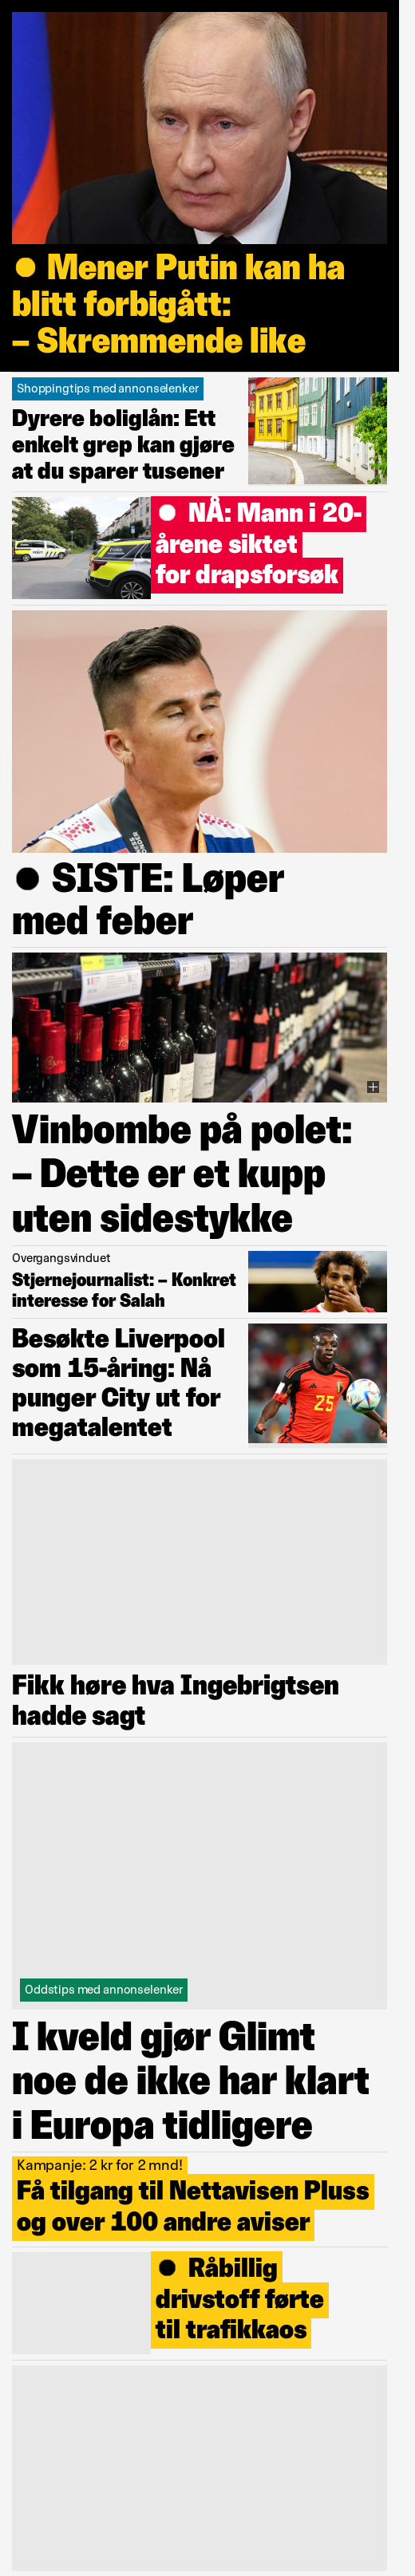 Mener Putin kan ha
blitt forbigått:
– Skremmende like
Shoppingtips med annonselenker
Dyrere boliglån: Ett
enkelt grep kan gjøre
at du sparer tusener
NÅ: Mann i 20-
årene siktet
for drapsforsøk
SISTE: Løper
med feber
Vinbombe på polet:
– Dette er et kupp
uten sidestykke
Overgangsvinduet
Stjernejournalist: – Konkret
interesse for Salah
Besøkte Liverpool
som 15-åring: Nå
punger City ut for
megatalentet
25
Fikk høre hva Ingebrigtsen
hadde sagt
Oddstips med annonselenker
I kveld gjør Glimt
noe de ikke har klart
i Europa tidligere
Kampanje: 2 kr for 2 mnd!
Få tilgang til Nettavisen Pluss
og over 100 andre aviser
Råbillig
drivstoff førte
til trafikkaos